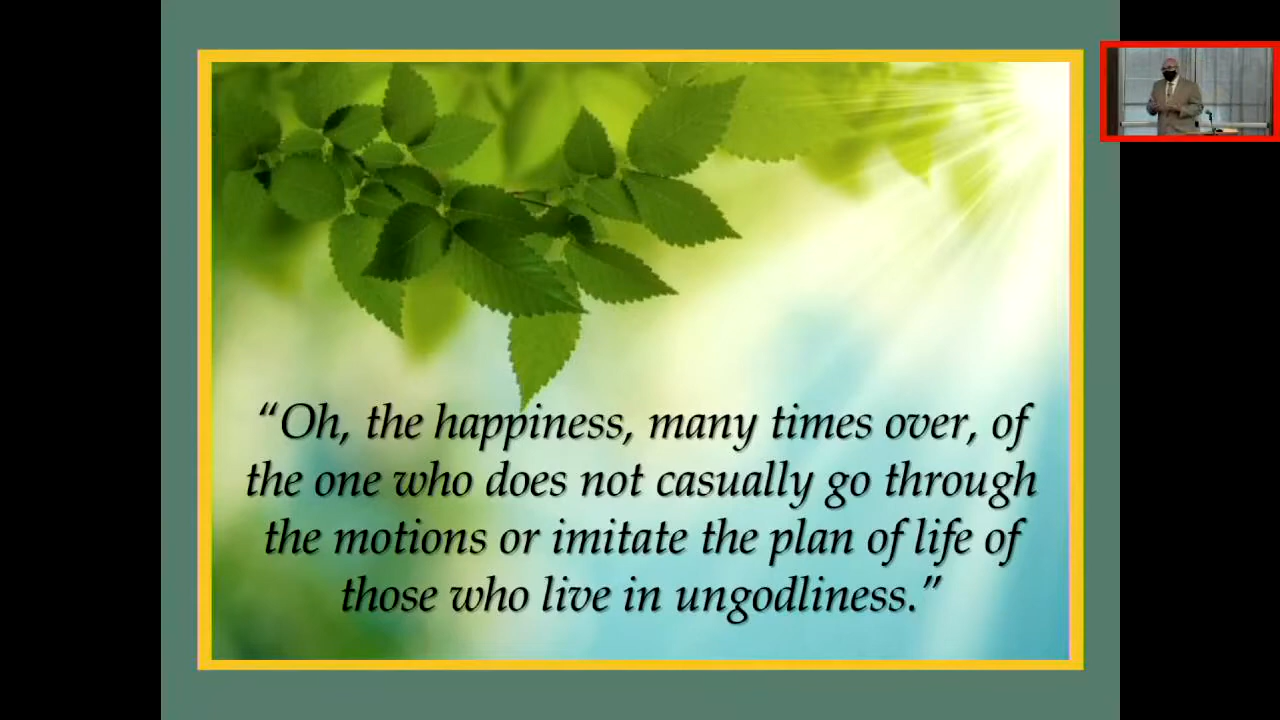 “Oh, the happiness, many times over, of
the one who does not casually go through
the motions or imitate the plan of life of
those who live in ungodliness.”